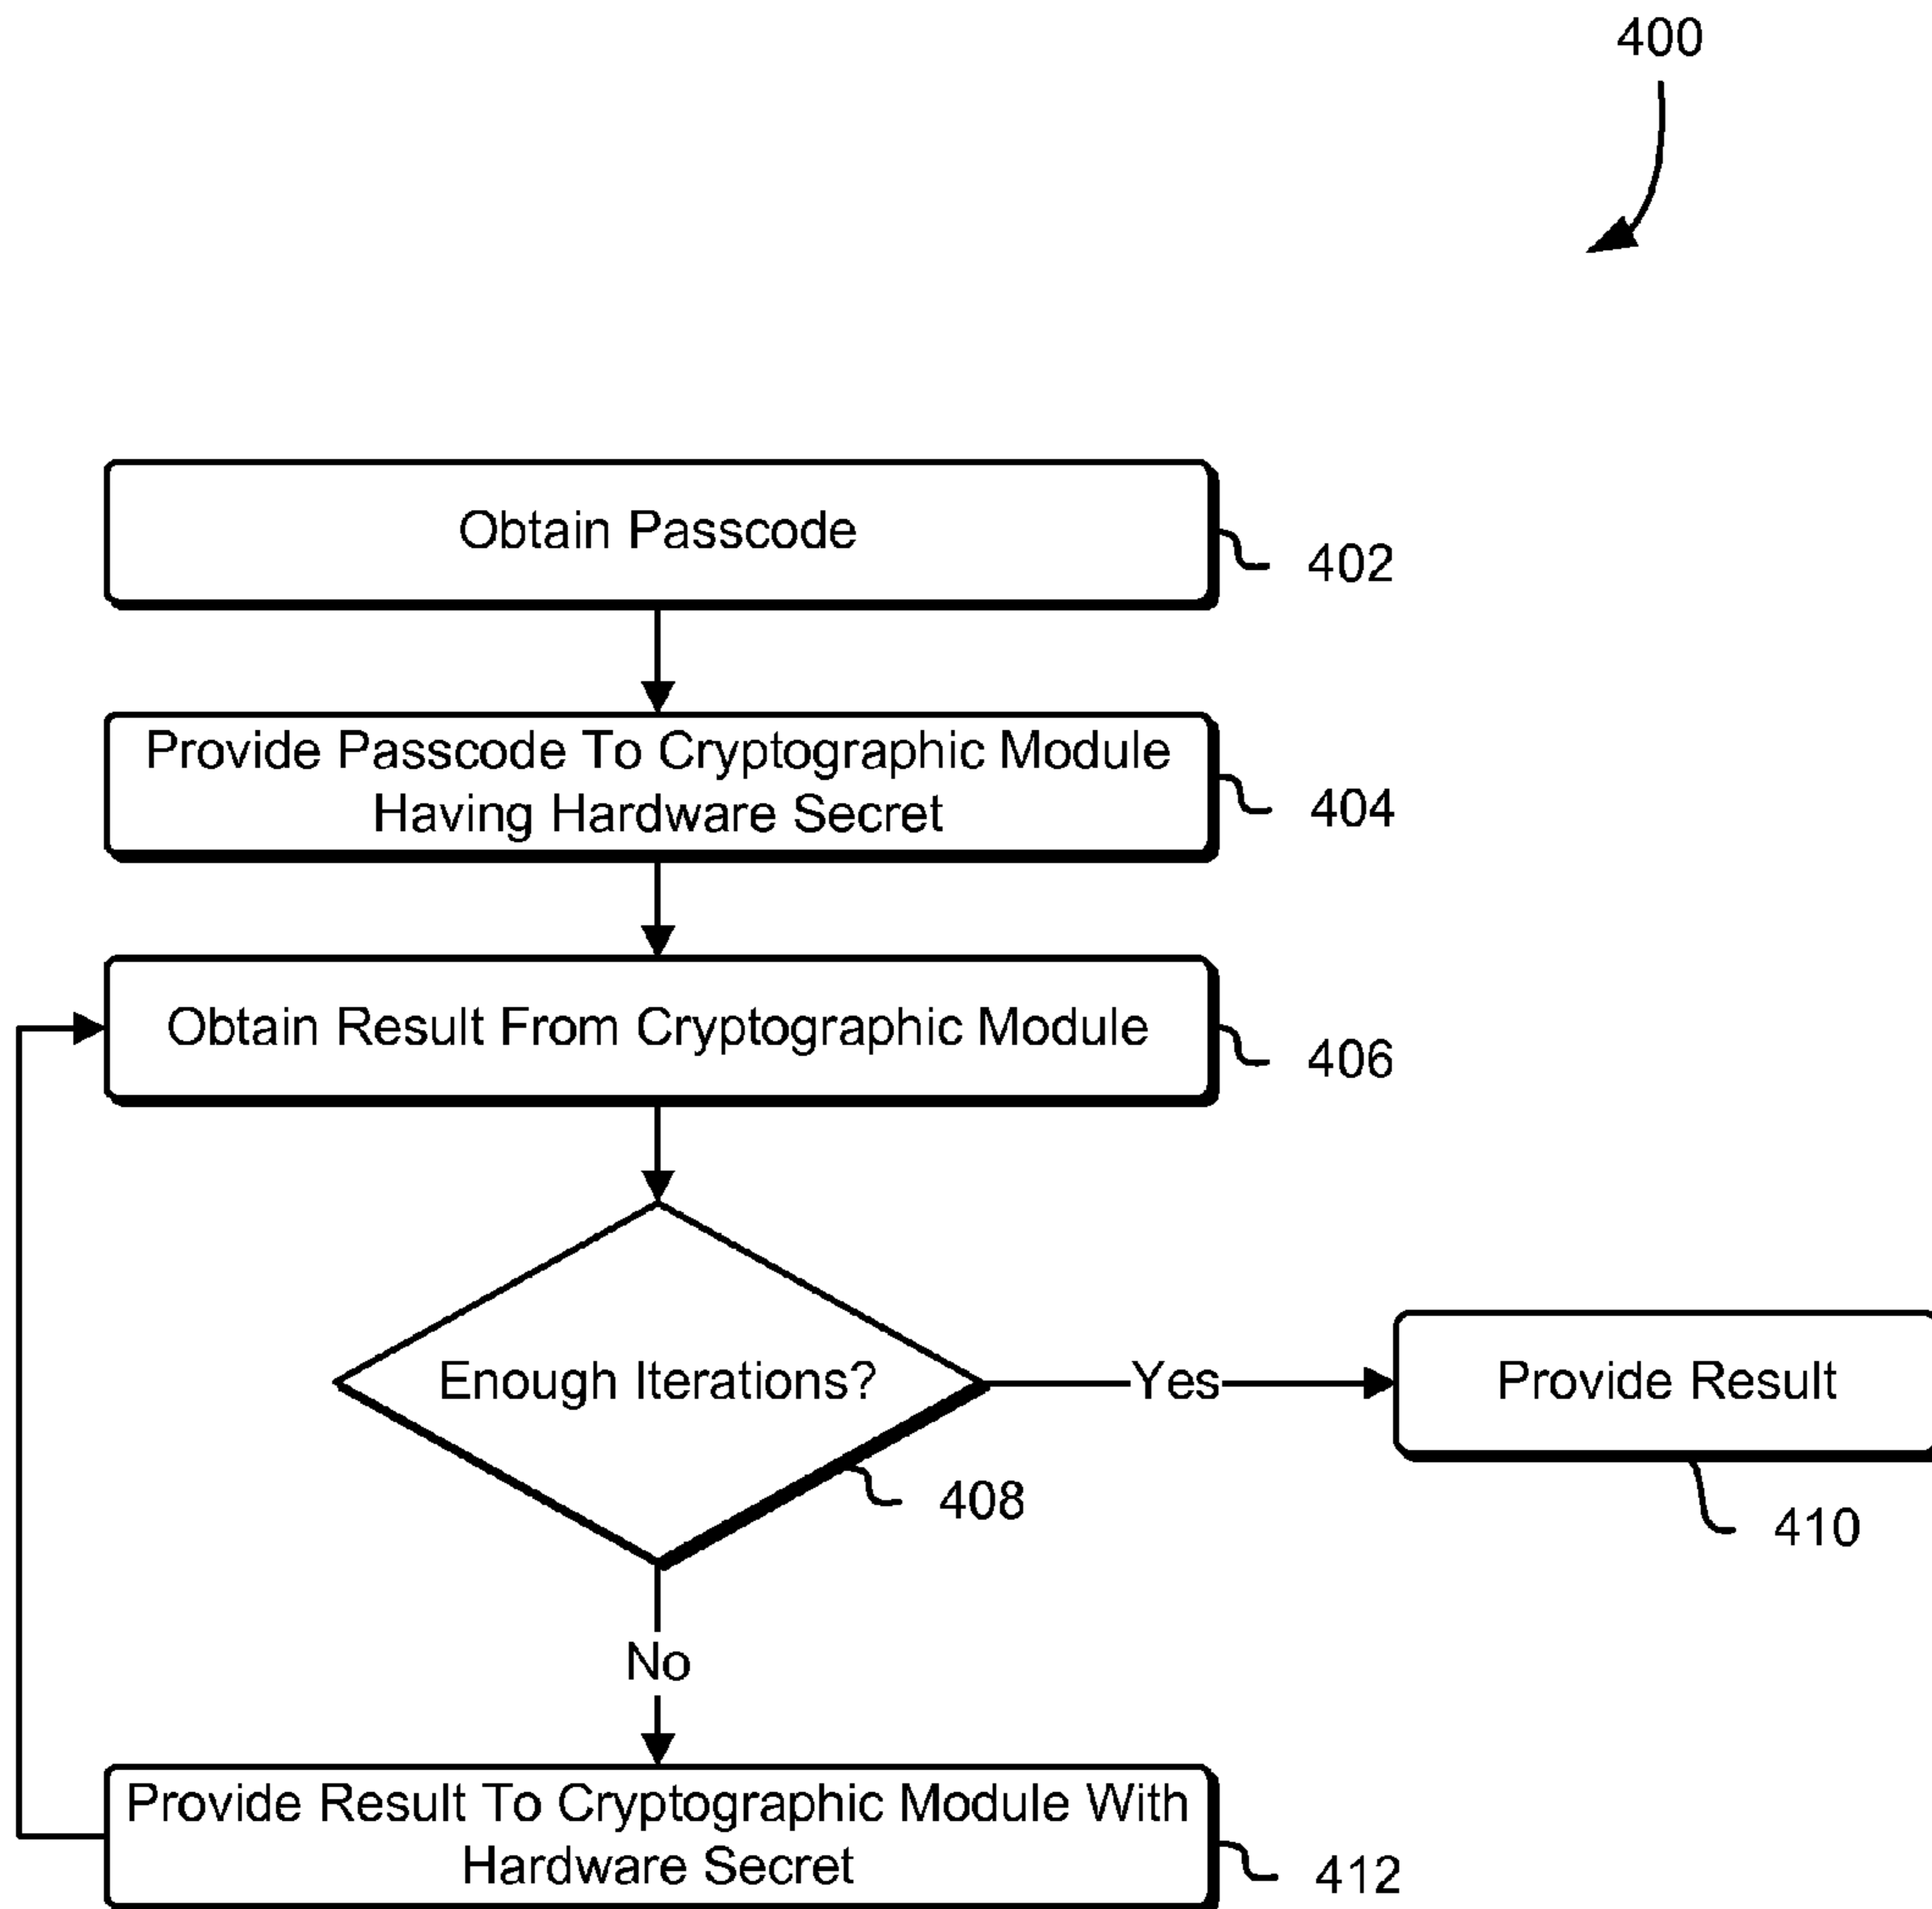 400
Obtain Passcode
402
Provide Passcode To Cryptographic Module
Having Hardware Secret
404
Obtain Result From Cryptographic Module
406
Enough Iterations?
Yes
Provide Result
408
410
No
Provide Result To Cryptographic Module With
Hardware Secret
412